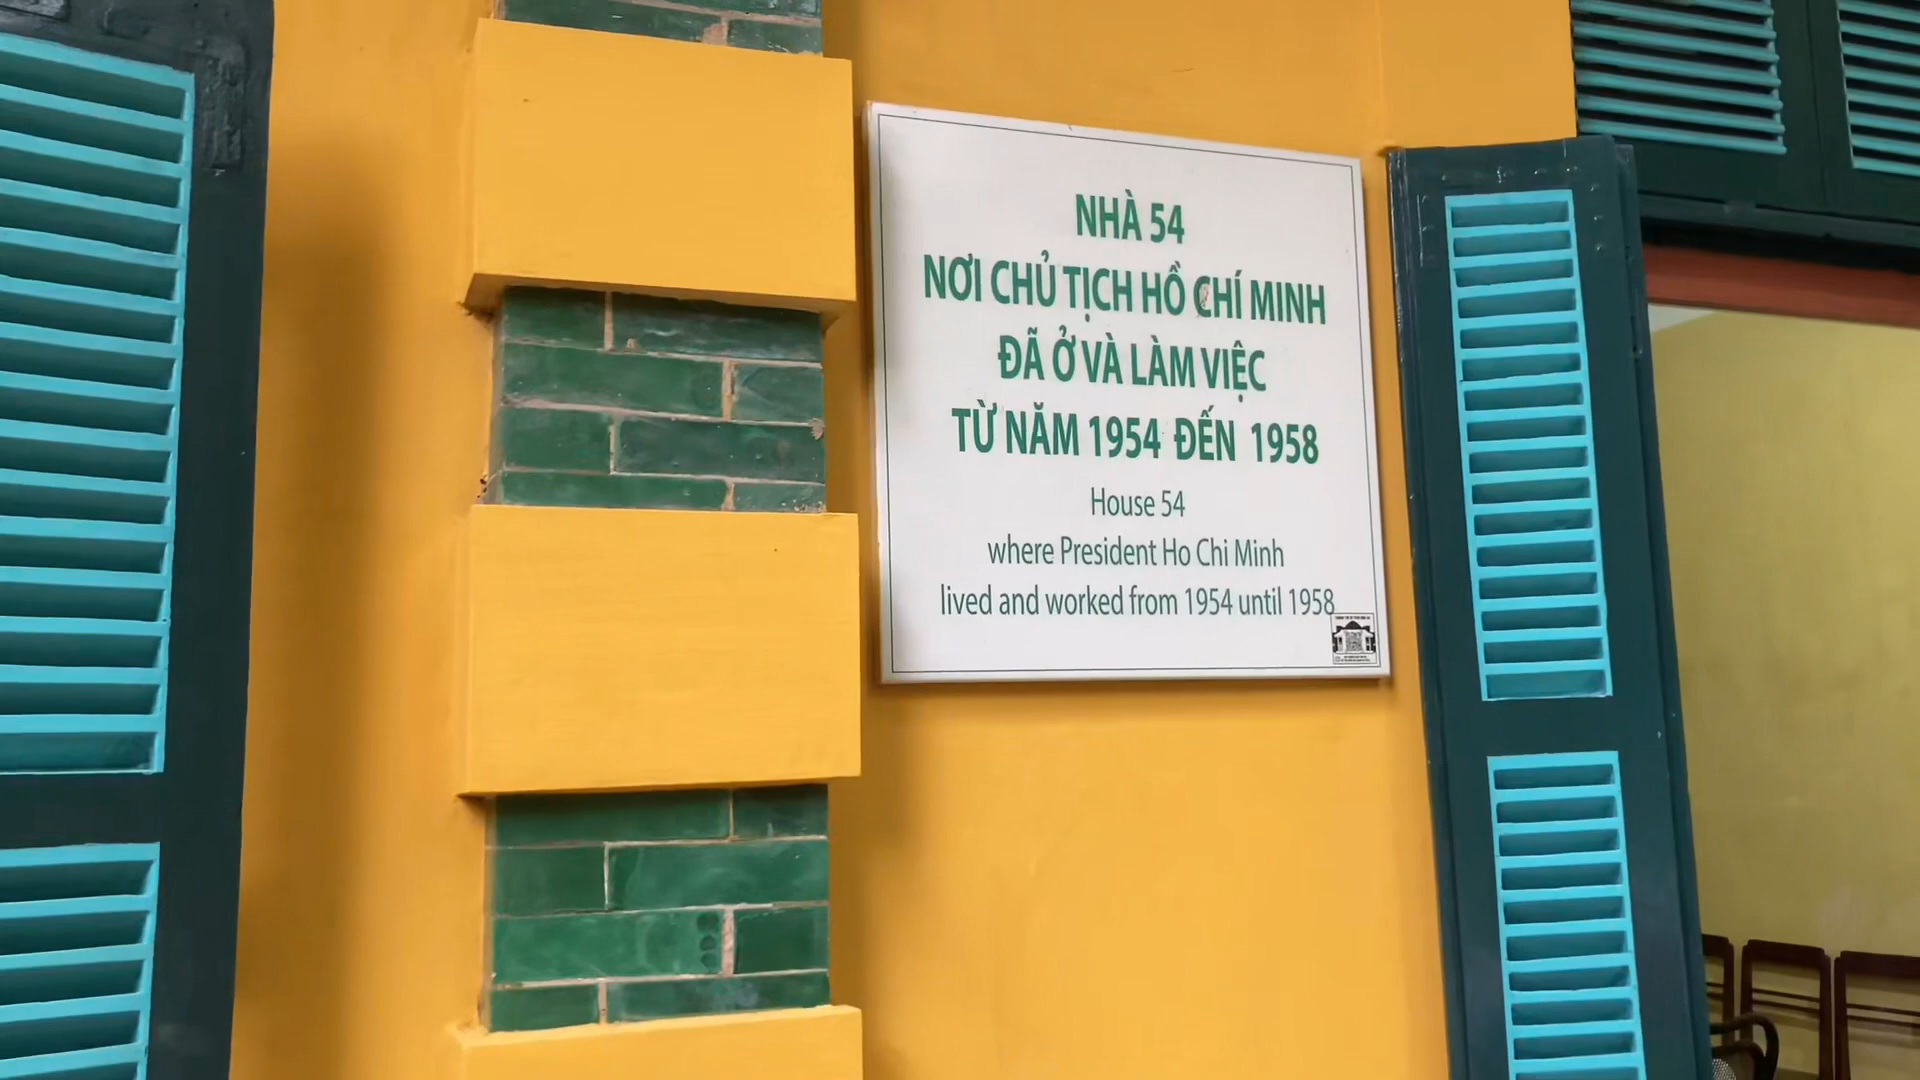 NHÀ 54
NƠI CHỦ TỊCH HỒ CHÍ MINH
ĐÃ Ở VÀ LÀM VIỆC
TỪ NĂM 1954 ĐẾN 1958
House 54
where President Ho Chi Minh
lived and worked from 1954 until 1958